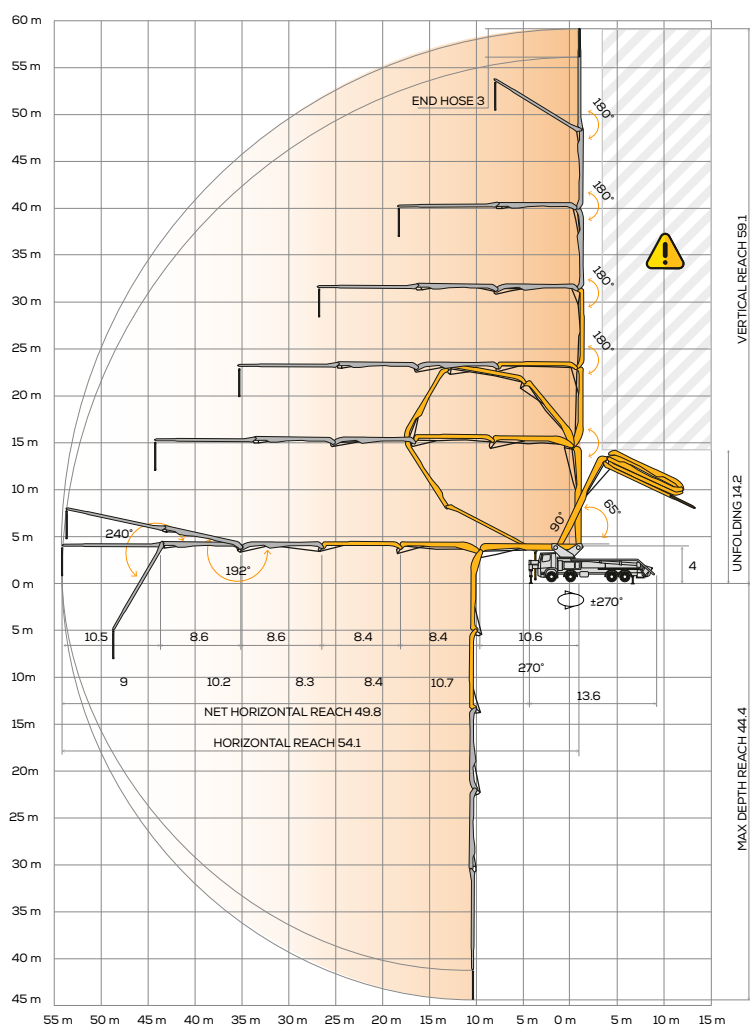 60 m
55 m
END HOSE 3
180°
50 m
45 m
180°
40 m
35 m
180°
30 m
VERTICAL REACH 59.1
25 m
180°
20 m
15 m
10 m
90°
65°
UNFOLDING 14.2
5 m
240°
192°
4
0 m
±270°
5 m
10.5
8.6
8.6
8.4
8.4
10.6
270°
10m
9
10.2
8.3
8.4
10.7
13.6
NET HORIZONTAL REACH 49.8
15m
HORIZONTAL REACH 54.1
20m
MAX DEPTH REACH 44.4
25 m
30 m
35 m
40 m
45 m
55 m
50 m
45 m
40 m
35 m
30 m
25 m
20 m
15 m
10 m
0 m
5 m
10 m
15 m